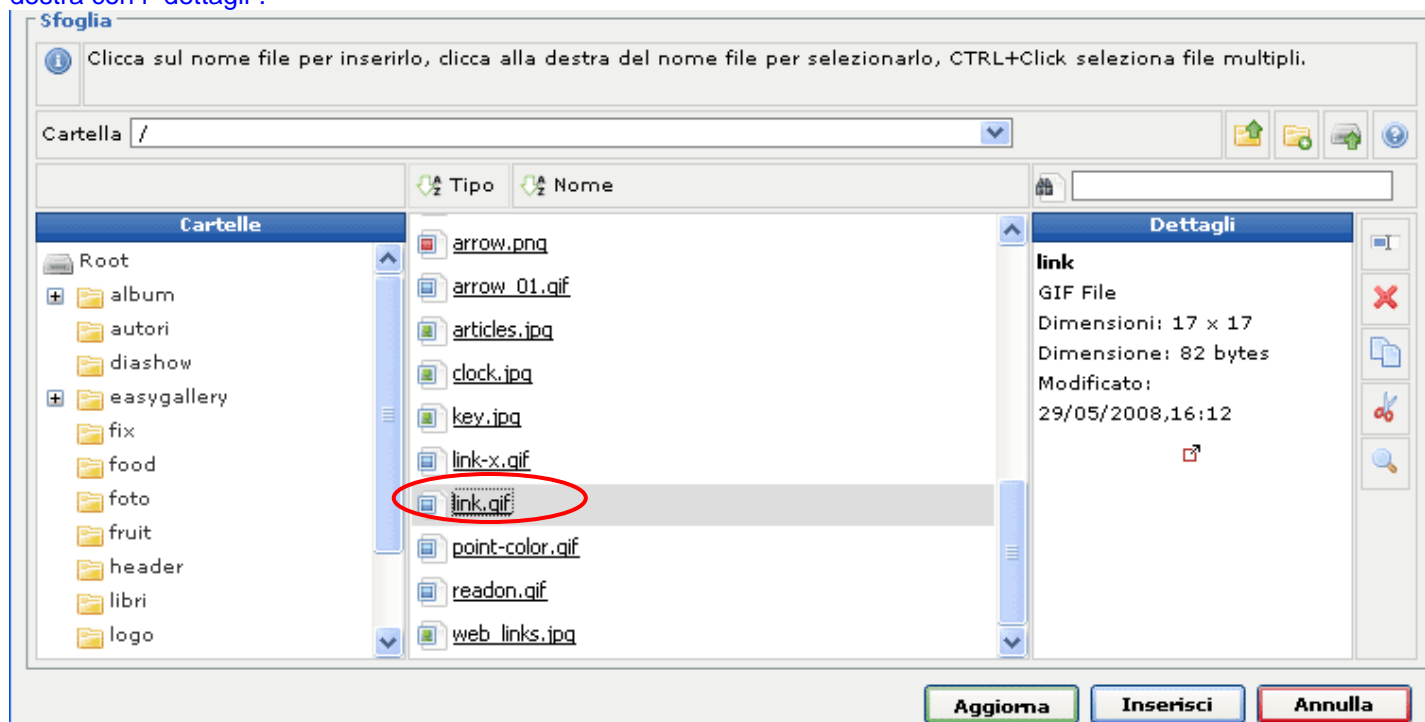 destra con i "dettagli".
Sfoglia
Clicca sul nome file per inserirlo, clicca alla destra del nome file per selezionarlo, CTRL+Click seleziona file multipli.
Cartella /
Tipo Nome
Cartelle
Root
album
autori
diashow
easygallery
fix
food
foto
fruit
header
libri
logo
arrow.png
arrow_01.gif
articles.jpg
clock.jpg
key.jpg
link-x.gif
link.gif
point-color.gif
readon.gif
web_links.jpg
Dettagli
link
GIF File
Dimensioni: 17 x 17
Dimensione: 82 bytes
Modificato:
29/05/2008,16:12
Aggiorna Inserisci Annulla